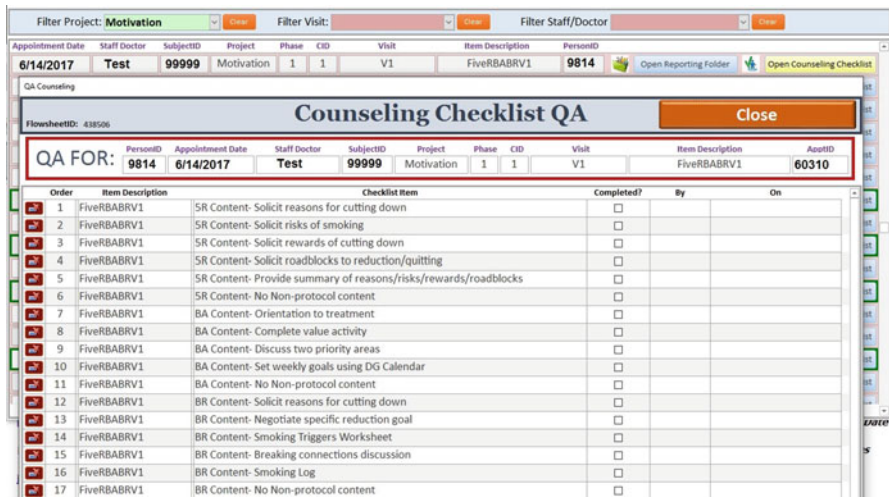 Filter Project: Motivation Clear Filter Visit: Clear Filter Staff/Doctor Clear
Appointment Date Staff Doctor SubjectID Project Phase CID Visit Item Description PersonID
6/14/2017 Test 99999 Motivation 1 1 V1 FiveRBABRV1 9814 Open Reporting Folder Open Counseling Checklist
QA Counseling
FlowsheetID: 438506 Counseling Checklist QA Close
PersonID Appointment Date Staff Doctor SubjectID Project Phase CID Visit Item Description ApptID
QA FOR: 9814 6/14/2017 Test 99999 Motivation 1 1 V1 FiveRBABRV1 60310
Order Item Description Checklist Item Completed? By On
1 FiveRBABRV1 5R Content- Solicit reasons for cutting down
2 FiveRBABRV1 5R Content- Solicit risks of smoking
3 FiveRBABRV1 5R Content- Solicit rewards of cutting down
4 FiveRBABRV1 5R Content- Solicit roadblocks to reduction/quitting
5 FiveRBABRV1 5R Content- Provide summary of reasons/risks/rewards/roadblocks
6 FiveRBABRV1 5R Content- No Non-protocol content
7 FiveRBABRV1 BA Content- Orientation to treatment
8 FiveRBABRV1 BA Content- Complete value activity
9 FiveRBABRV1 BA Content- Discuss two priority areas
10 FiveRBABRV1 BA Content- Set weekly goals using DG Calendar
11 FiveRBABRV1 BA Content- No Non-protocol content
12 FiveRBABRV1 BR Content- Solicit reasons for cutting down
13 FiveRBABRV1 BR Content- Negotiate specific reduction goal
14 FiveRBABRV1 BR Content- Smoking Triggers Worksheet
15 FiveRBABRV1 BR Content- Breaking connections discussion
16 FiveRBABRV1 BR Content- Smoking Log
17 FiveRBABRV1 BR Content- No Non-protocol content